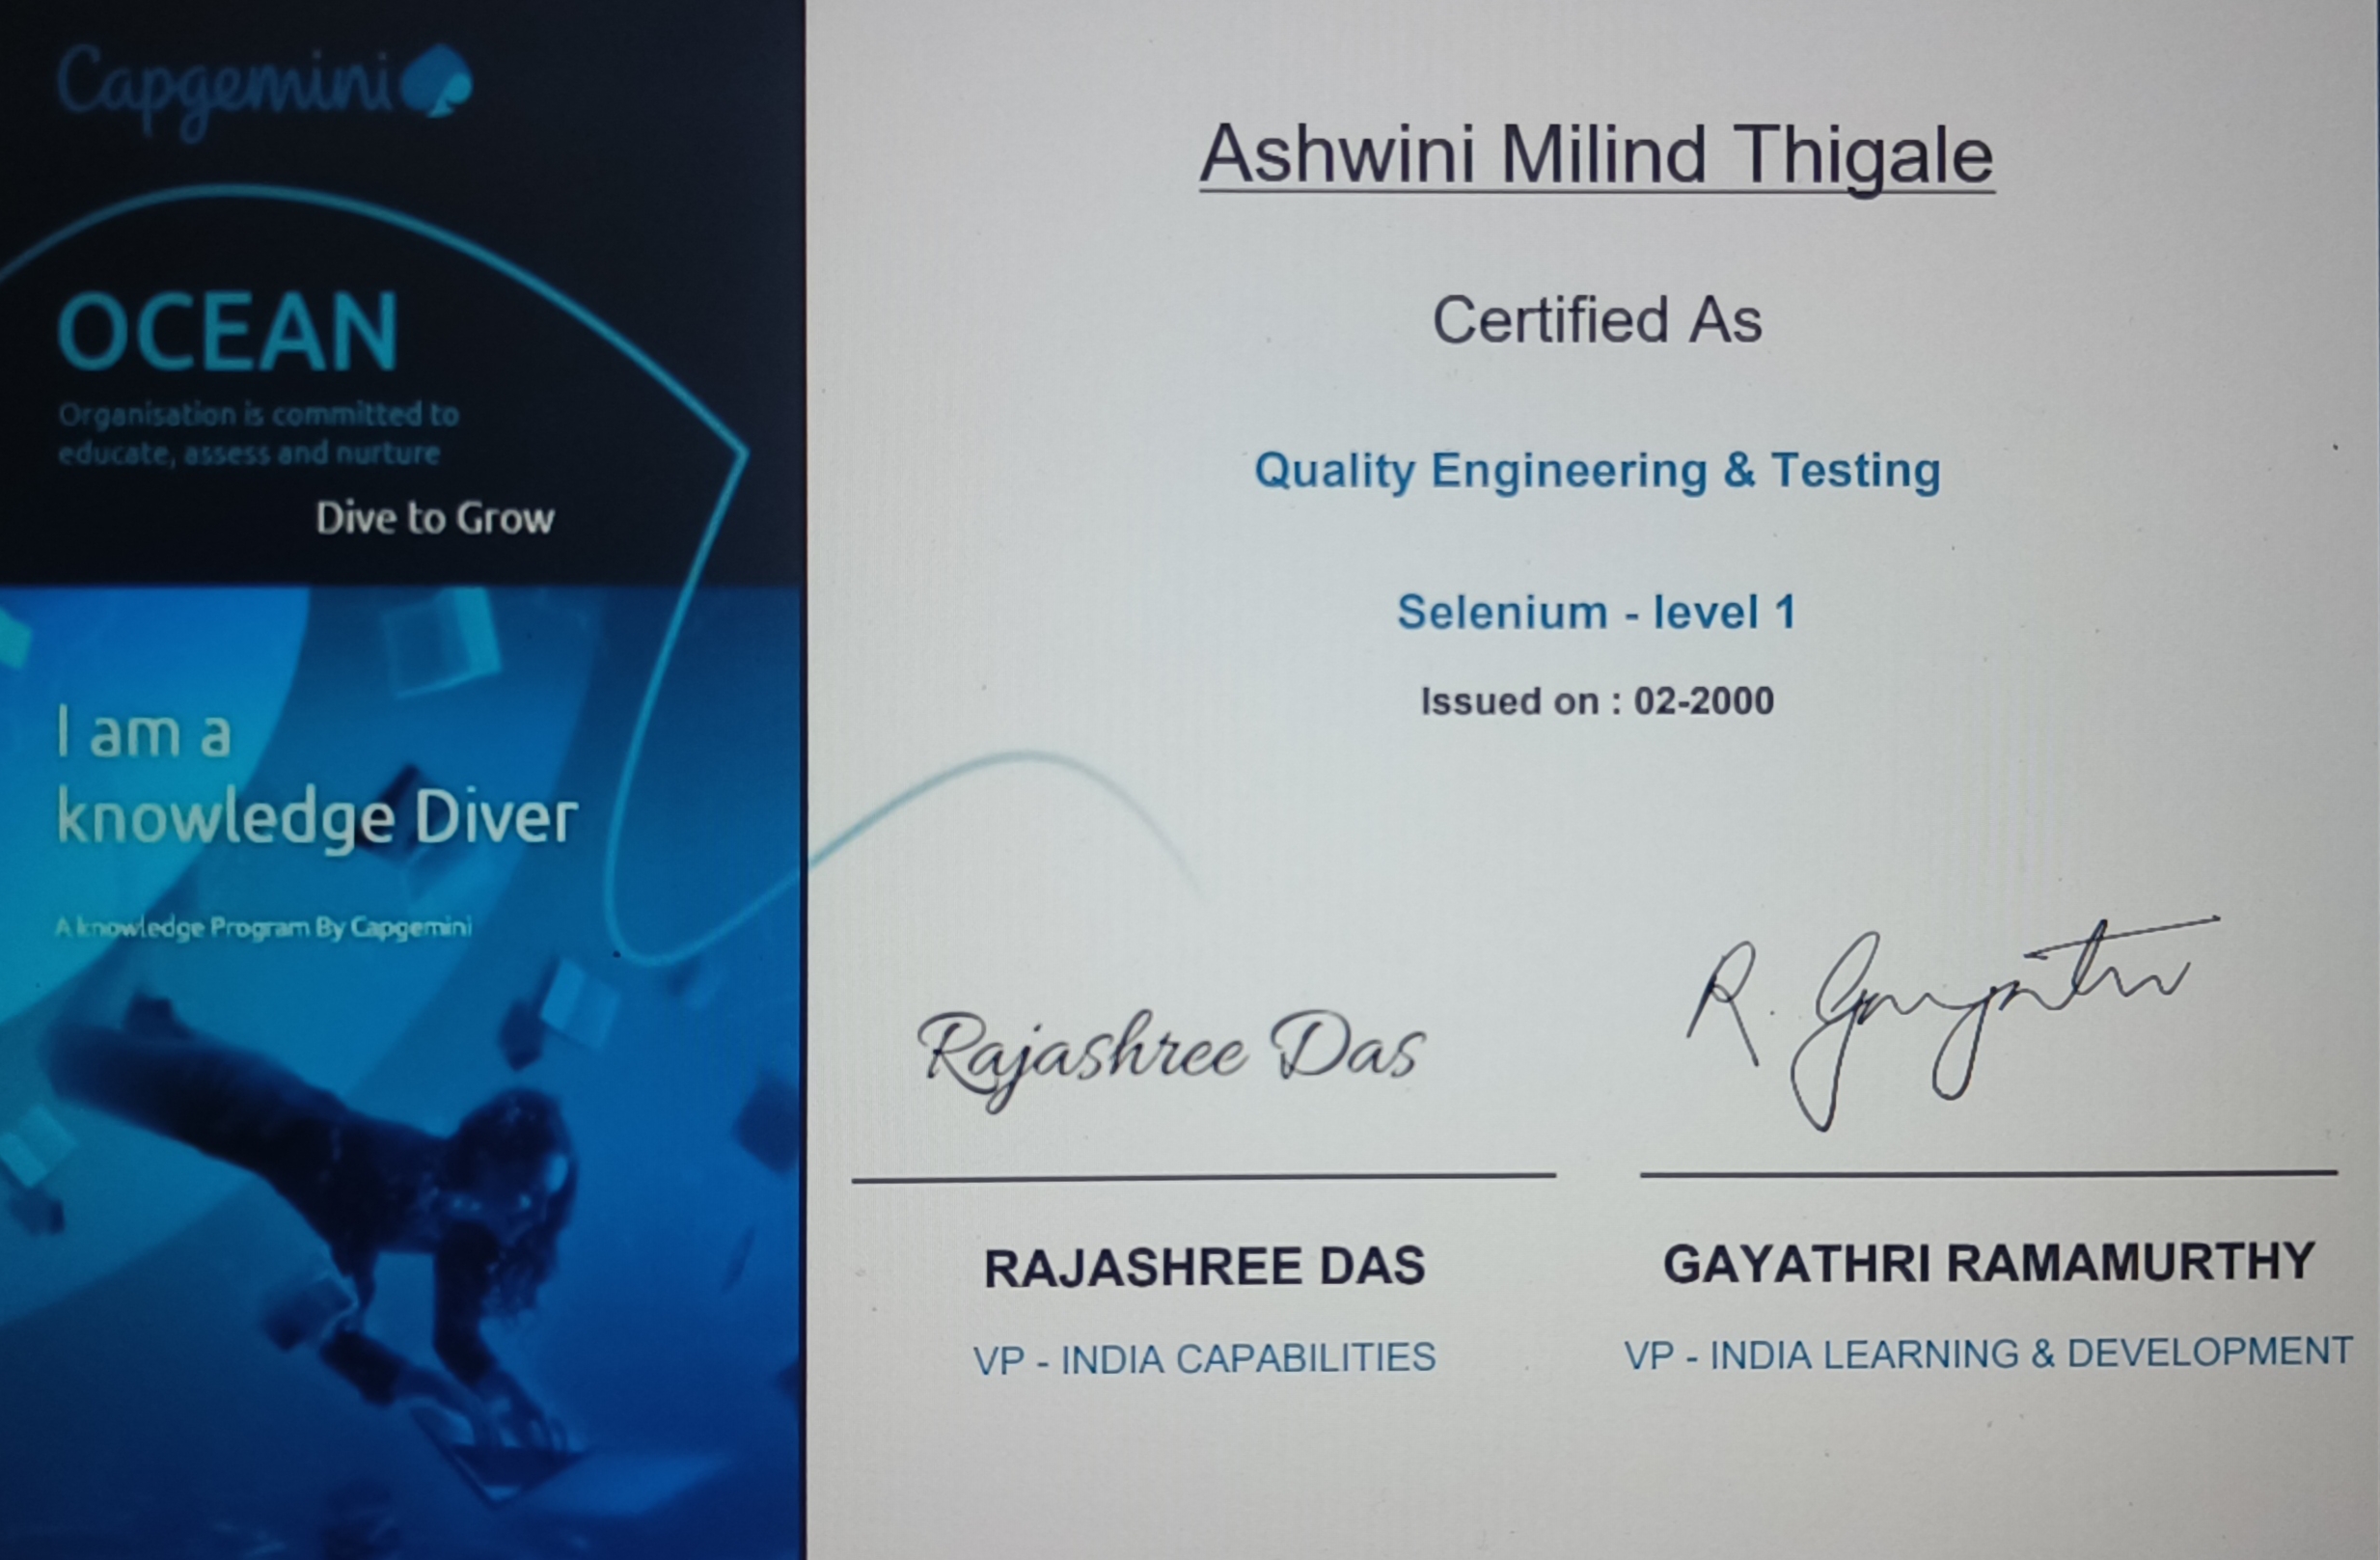 Capgemini
OCEAN
Organisation is committed to
educate, assess and nurture
Dive to Grow
I am a
knowledge Diver
A knowledge Program By Capgemini
Ashwini Milind Thigale
Certified As
Quality Engineering & Testing
Selenium - level 1
Issued on : 02-2000
Rajashree Das
R. Gayathri
RAJASHREE DAS
VP - INDIA CAPABILITIES
GAYATHRI RAMAMURTHY
VP - INDIA LEARNING & DEVELOPMENT